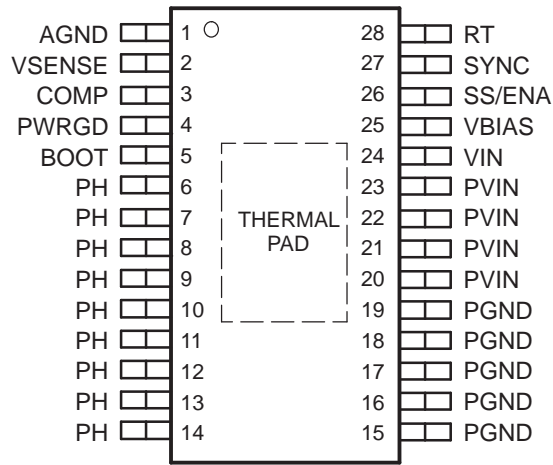 AGND 1 28 RT
VSENSE 2 27 SYNC
COMP 3 26 SS/ENA
PWRGD 4 25 VBIAS
BOOT 5 24 VIN
PH 6 23 PVIN
PH 7 22 PVIN
PH 8 21 PVIN
PH 9 20 PVIN
PH 10 19 PGND
PH 11 18 PGND
PH 12 17 PGND
PH 13 16 PGND
PH 14 15 PGND
THERMAL
PAD